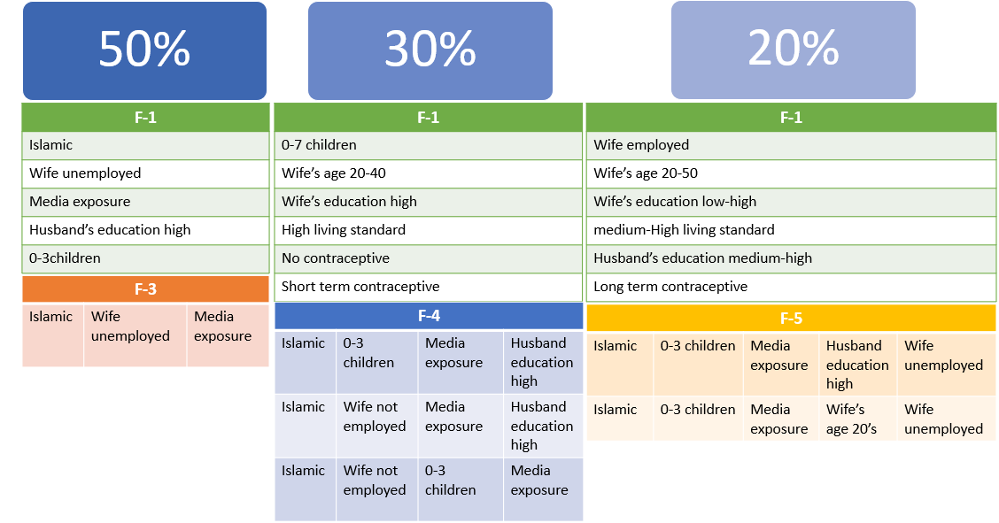 50%
30%
20%
F-1
Islamic
Wife unemployed
Media exposure
Husband’s education high
0-3children
F-3
Islamic
Wife
unemployed
Media
exposure
F-1
0-7 children
Wife’s age 20-40
Wife’s education high
High living standard
No contraceptive
Short term contraceptive
F-4
Islamic
0-3
children
Media
exposure
Husband
education
high
Islamic
Wife not
employed
Media
exposure
Husband
education
high
Islamic
Wife not
employed
0-3
children
Media
exposure
F-1
Wife employed
Wife’s age 20-50
Wife’s education low-high
medium-High living standard
Husband’s education medium-high
Long term contraceptive
F-5
Islamic
0-3 children
Media
exposure
Husband
education
high
Wife
unemployed
Islamic
0-3 children
Media
exposure
Wife’s
age 20’s
Wife
unemployed